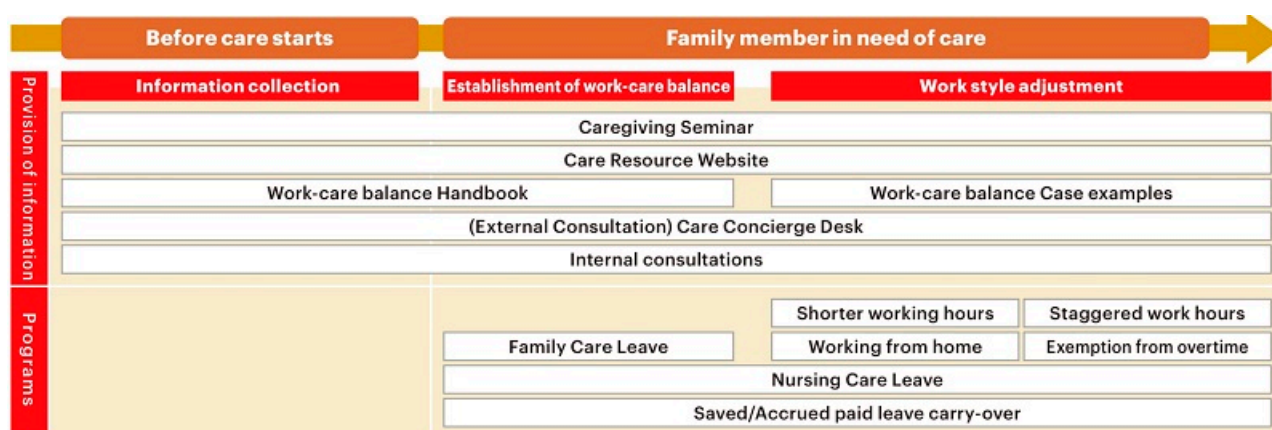 Before care starts
Family member in need of care
Provision of information
Information collection
Establishment of work-care balance
Work style adjustment
Caregiving Seminar
Care Resource Website
Work-care balance Handbook
Work-care balance Case examples
(External Consultation) Care Concierge Desk
Internal consultations
Programs
Shorter working hours
Staggered work hours
Family Care Leave
Working from home
Exemption from overtime
Nursing Care Leave
Saved/Accrued paid leave carry-over